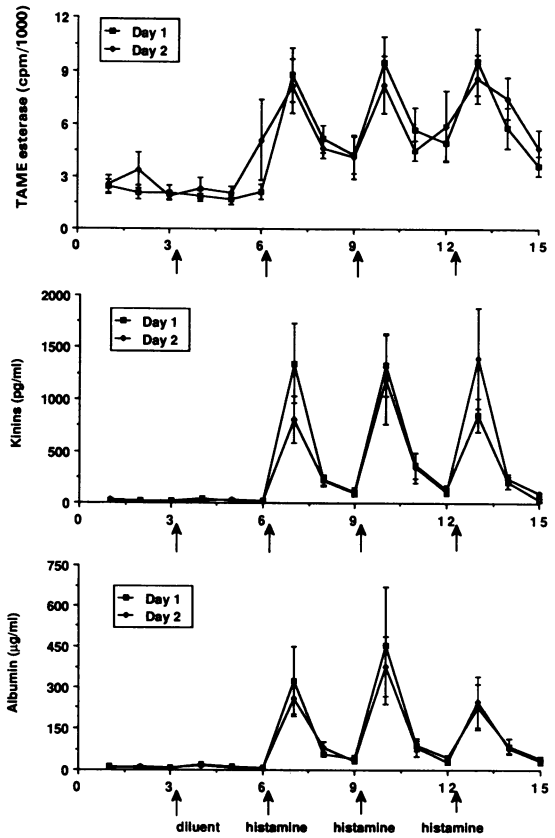 TAME esterase (cpm/1000)
12
9
6
3
0
Day 1
Day 2
0 3 6 9 12 15
Kinins (pg/ml)
2000
1500
1000
500
0
Day 1
Day 2
0 3 6 9 12 15
Albumin (µg/ml)
750
600
450
300
150
0
Day 1
Day 2
0 3 6 9 12 15
diluent histamine histamine histamine